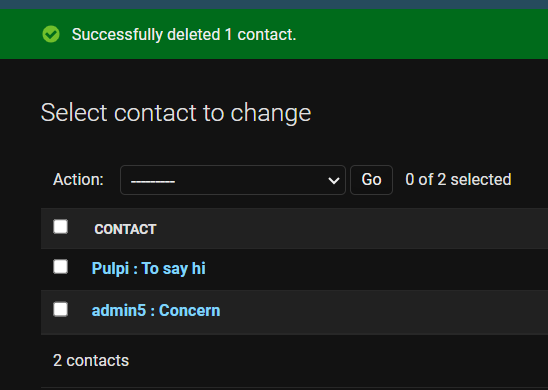 Successfully deleted 1 contact.
Select contact to change
Action: --------- Go 0 of 2 selected
CONTACT
Pulpi : To say hi
admin5 : Concern
2 contacts